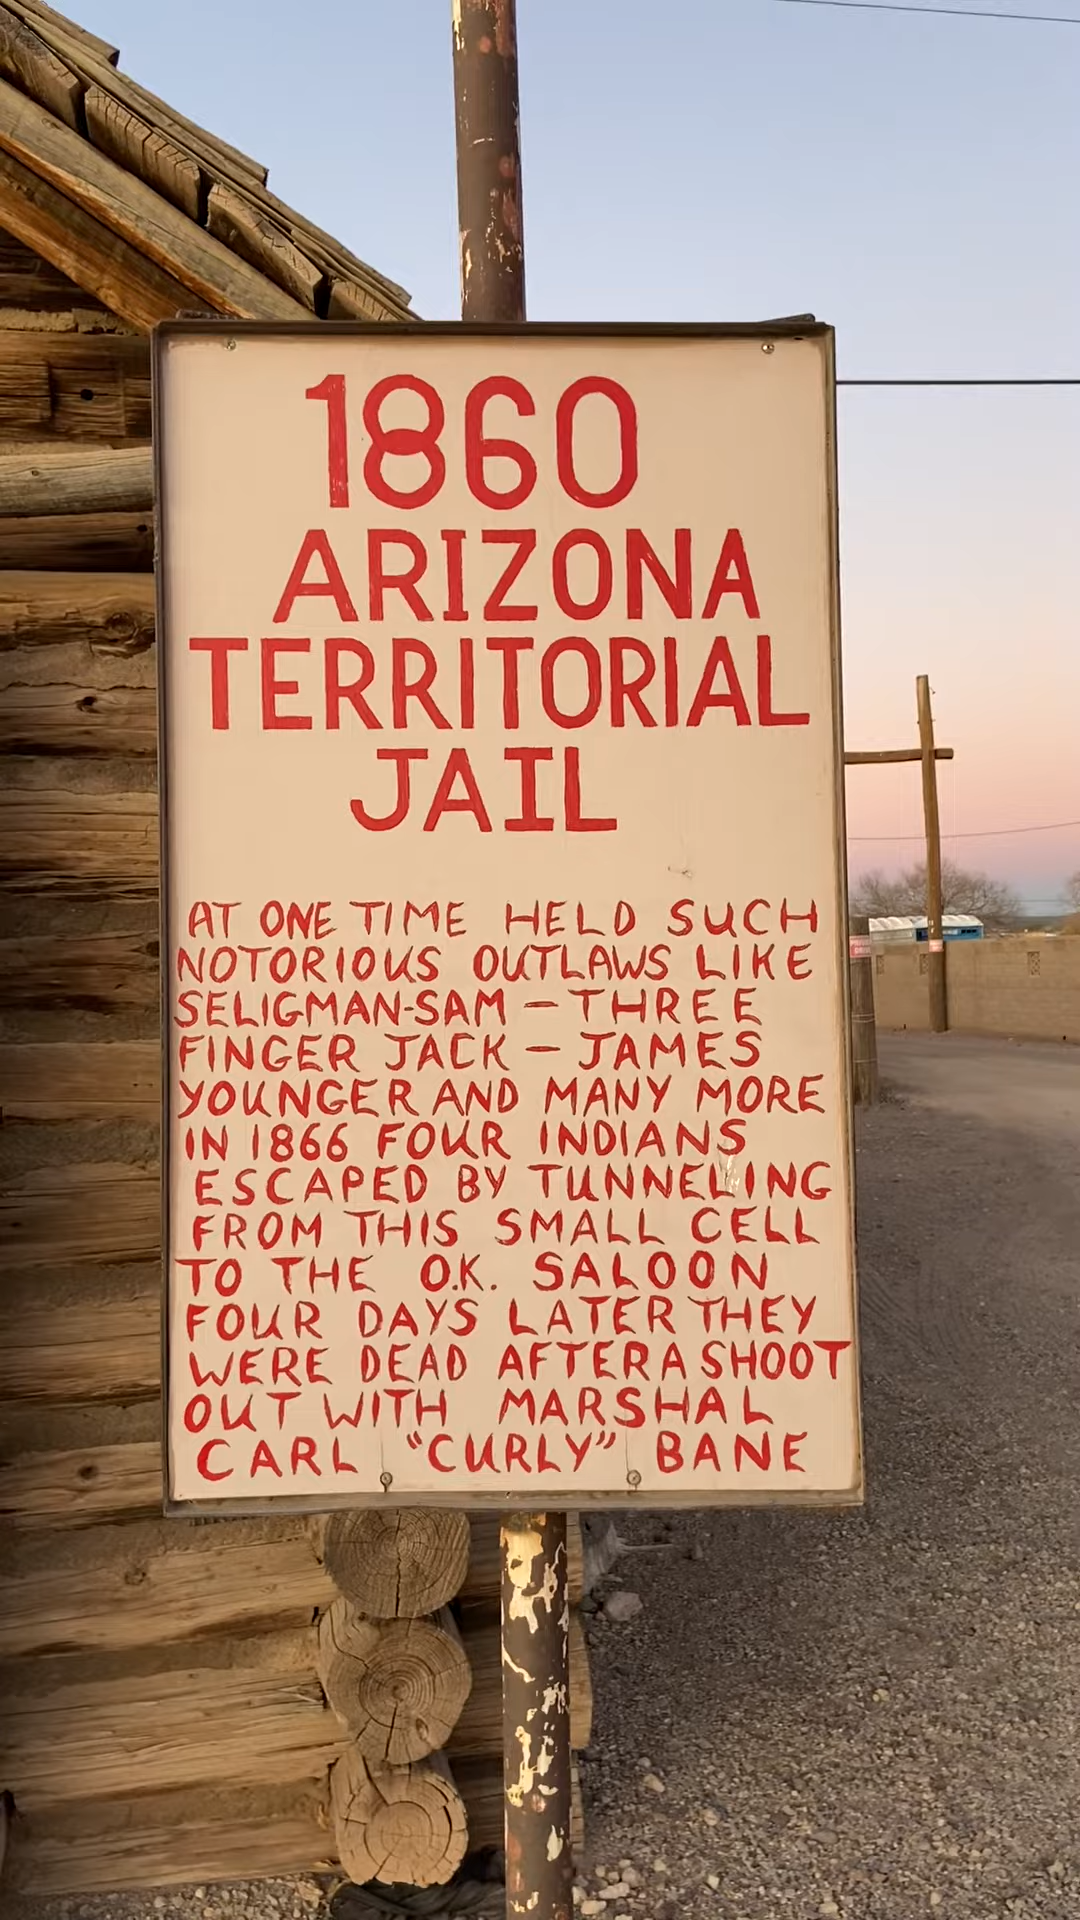 1860
ARIZONA
TERRITORIAL
JAIL
AT ONE TIME HELD SUCH
NOTORIOUS OUTLAWS LIKE
SELIGMAN-SAM – THREE
FINGER JACK – JAMES
YOUNGER AND MANY MORE
IN 1866 FOUR INDIANS
ESCAPED BY TUNNELING
FROM THIS SMALL CELL
TO THE O.K. SALOON
FOUR DAYS LATER THEY
WERE DEAD AFTER A SHOOT
OUT WITH MARSHAL
CARL "CURLY" BANE